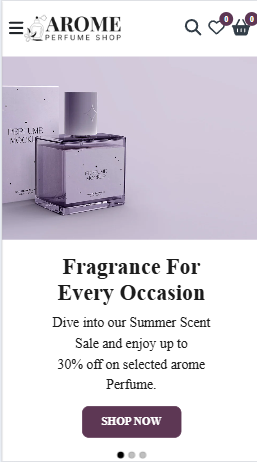 AROME
PERFUME SHOP
0
0
PERFUME
MOCKUP
Fragrance For
Every Occasion
Dive into our Summer Scent
Sale and enjoy up to
30% off on selected arome
Perfume.
SHOP NOW